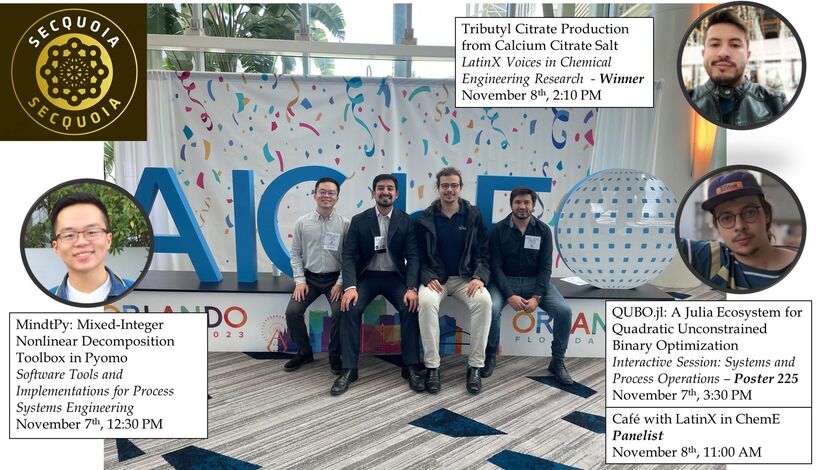 SECQUOIA
SECQUOIA
Tributyl Citrate Production
from Calcium Citrate Salt
LatinX Voices in Chemical
Engineering Research - Winner
November 8th, 2:10 PM
AIChE
ORLANDO
2023
ORLAN
FLORIDA
MindtPy: Mixed-Integer
Nonlinear Decomposition
Toolbox in Pyomo
Software Tools and
Implementations for Process
Systems Engineering
November 7th, 12:30 PM
QUBO.jl: A Julia Ecosystem for
Quadratic Unconstrained
Binary Optimization
Interactive Session: Systems and
Process Operations – Poster 225
November 7th, 3:30 PM
Café with LatinX in ChemE
Panelist
November 8th, 11:00 AM